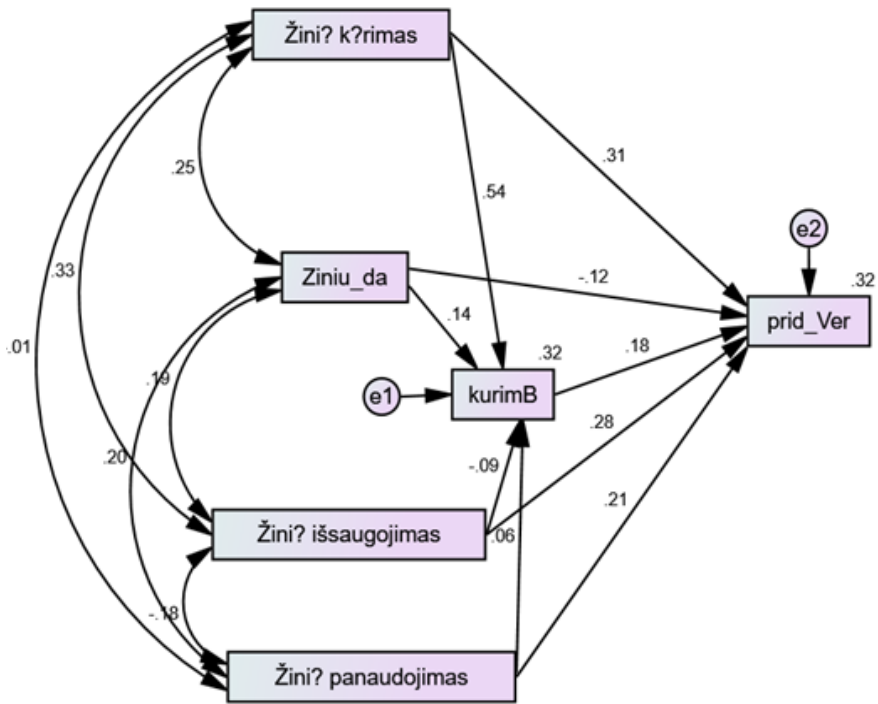 Žini? k?rimas
.31
.25
.54
e2
.33
Ziniu_da
-.12
.32
prid_Ver
.14
.01
.32
.18
.19
e1
kurimB
.28
.20
-.09
.21
Žini? išsaugojimas
.06
-.18
Žini? panaudojimas